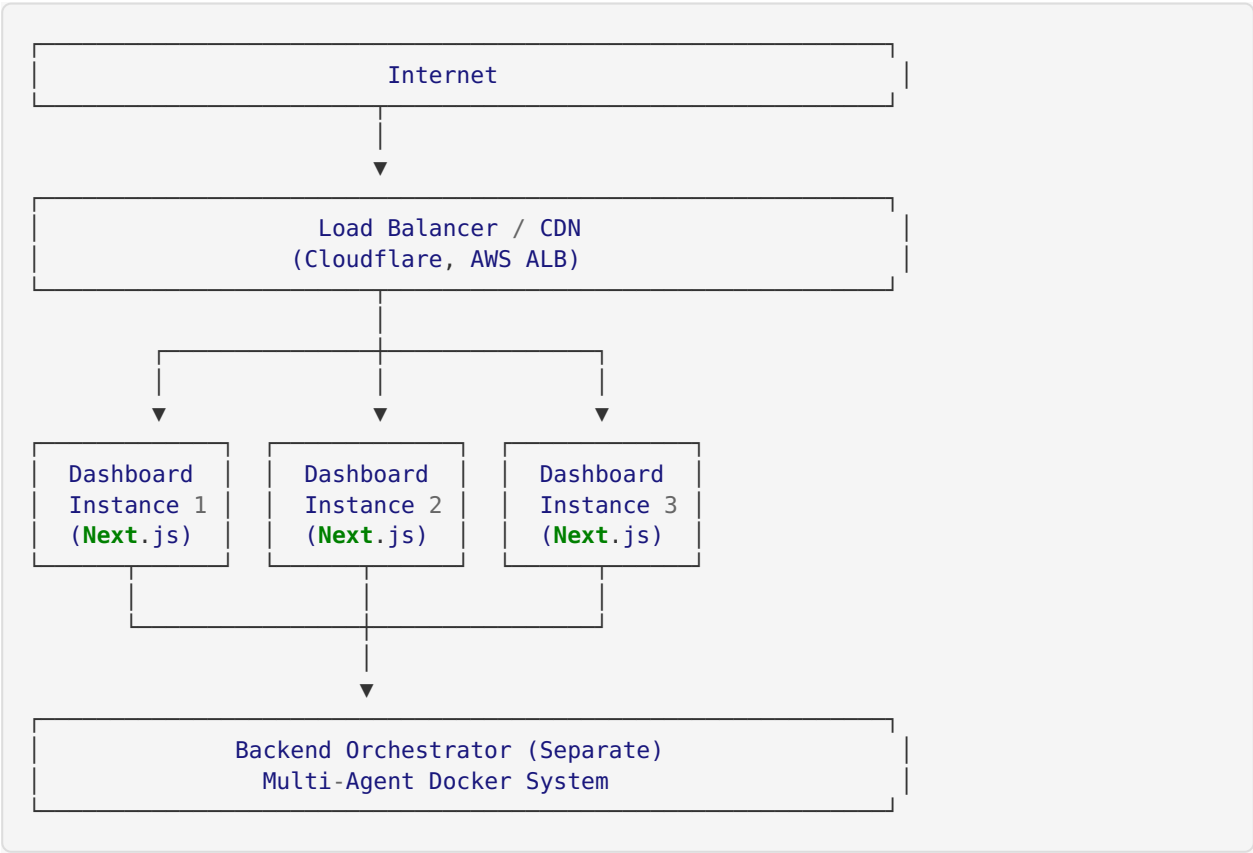 Internet
Load Balancer / CDN
(Cloudflare, AWS ALB)
Dashboard Dashboard Dashboard
Instance 1 Instance 2 Instance 3
(Next.js) (Next.js) (Next.js)
Backend Orchestrator (Separate)
Multi-Agent Docker System